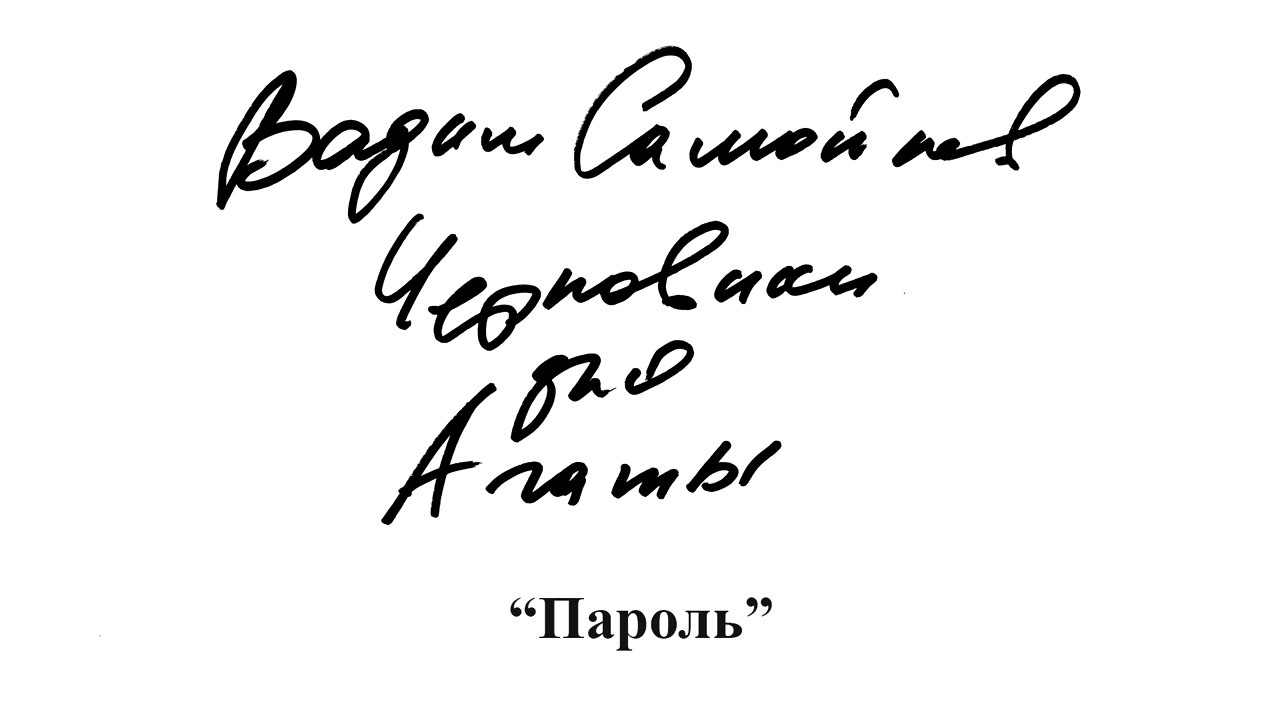 Вадим Самойлов
Черновики
для
Агаты
“Пароль”